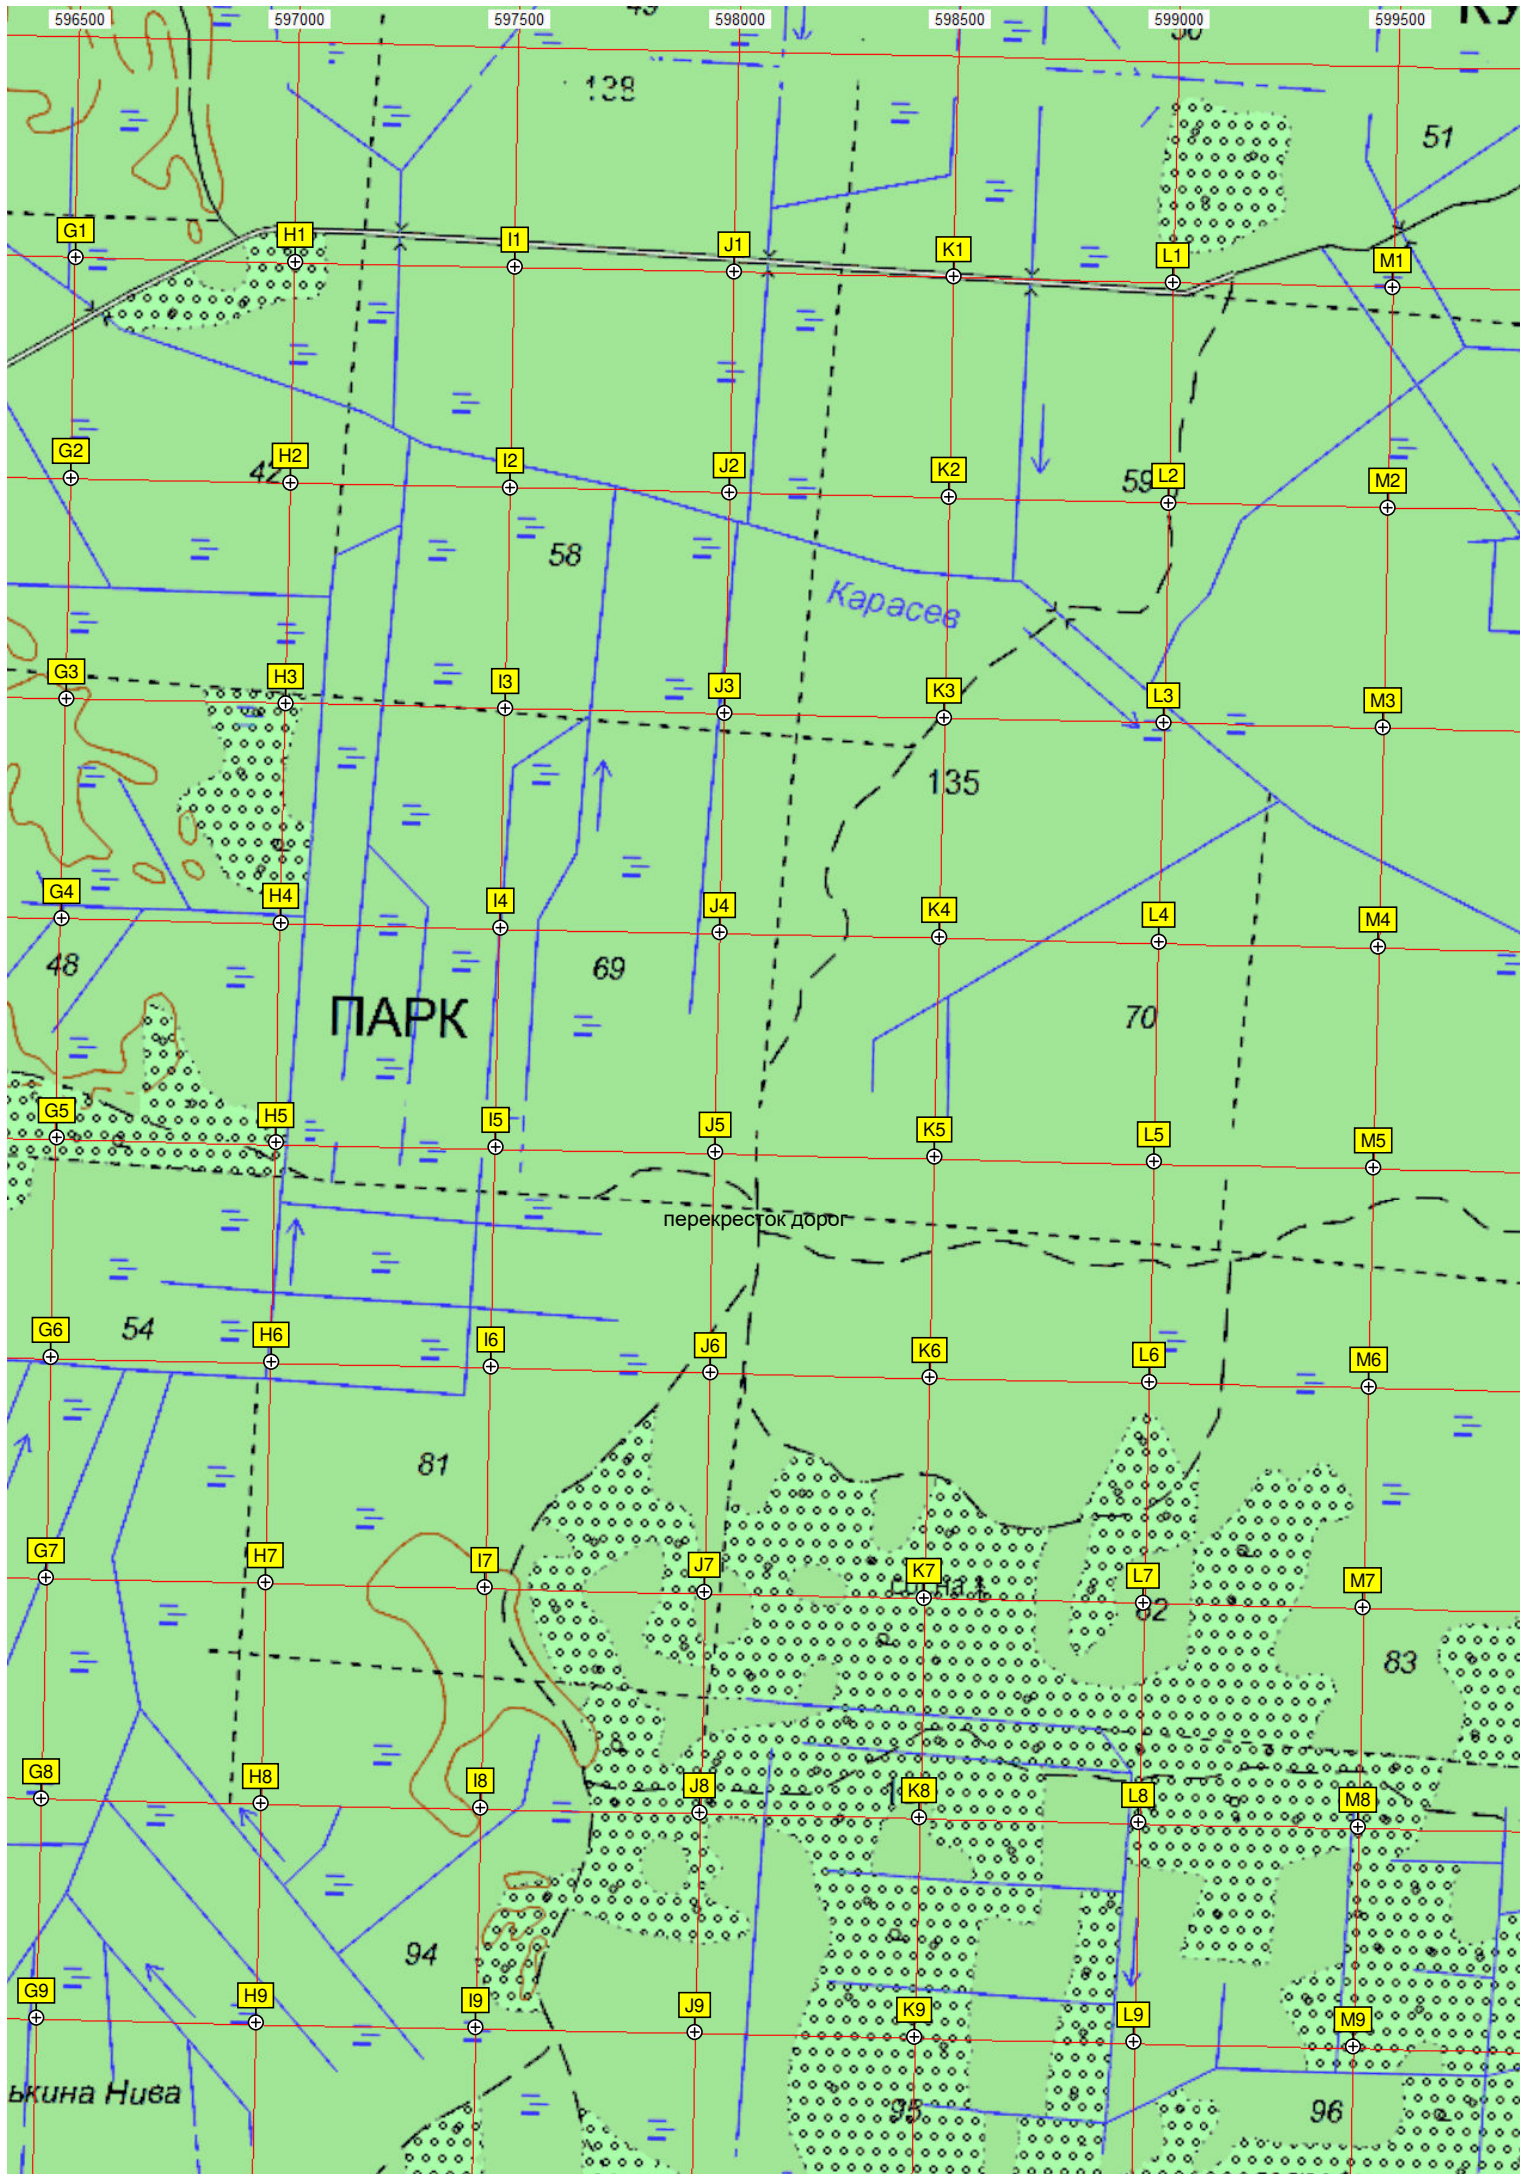 596500 597000 597500 598000 598500 599000 599500
138
51
G1 H1 I1 J1 K1 L1 M1
G2 H2 I2 J2 K2 L2 M2
42 59
58
Карасев
G3 H3 I3 J3 K3 L3 M3
135
G4 H4 I4 J4 K4 L4 M4
48 69
ПАРК 70
G5 H5 I5 J5 K5 L5 M5
перекресток дорог
54
G6 H6 I6 J6 K6 L6 M6
81
G7 H7 I7 J7 K7 L7 M7
82
83
G8 H8 I8 J8 K8 L8 M8
94
G9 H9 I9 J9 K9 L9 M9
ькина Нива 95 96